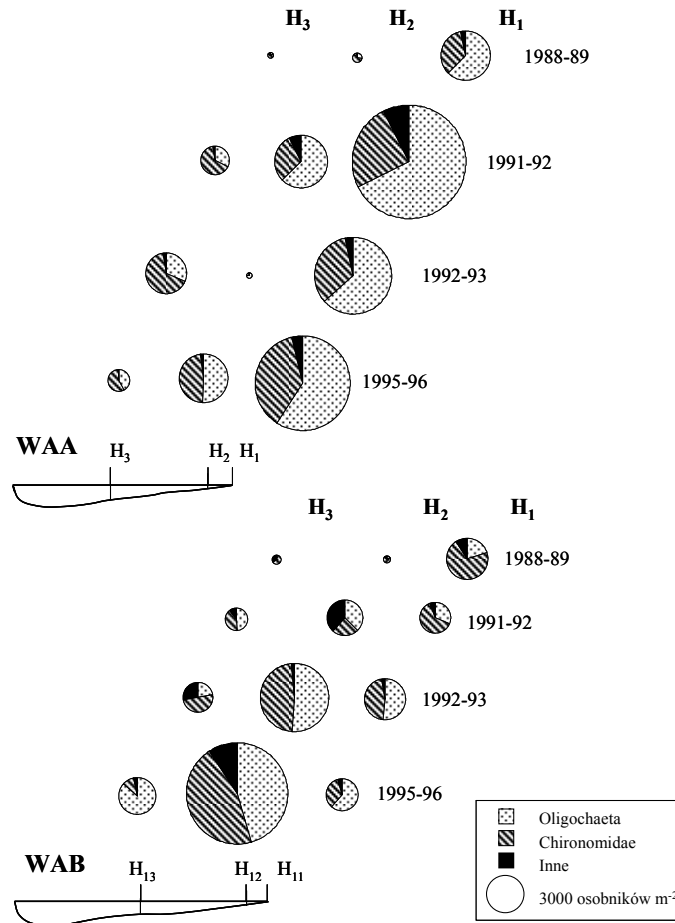 H3 H2 H1
1988-89
1991-92
1992-93
1995-96
WAA H3 H2 H1
H3 H2 H1
1988-89
1991-92
1992-93
1995-96
WAB H13 H12 H11
Oligochaeta
Chironomidae
Inne
3000 osobników m-2